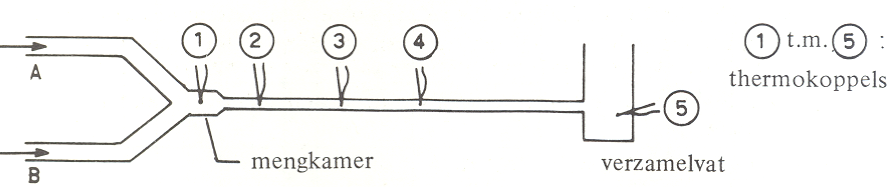 1 2 3 4
1 t.m. 5 :
thermokoppels
A
5
mengkamer
verzamelvat
B